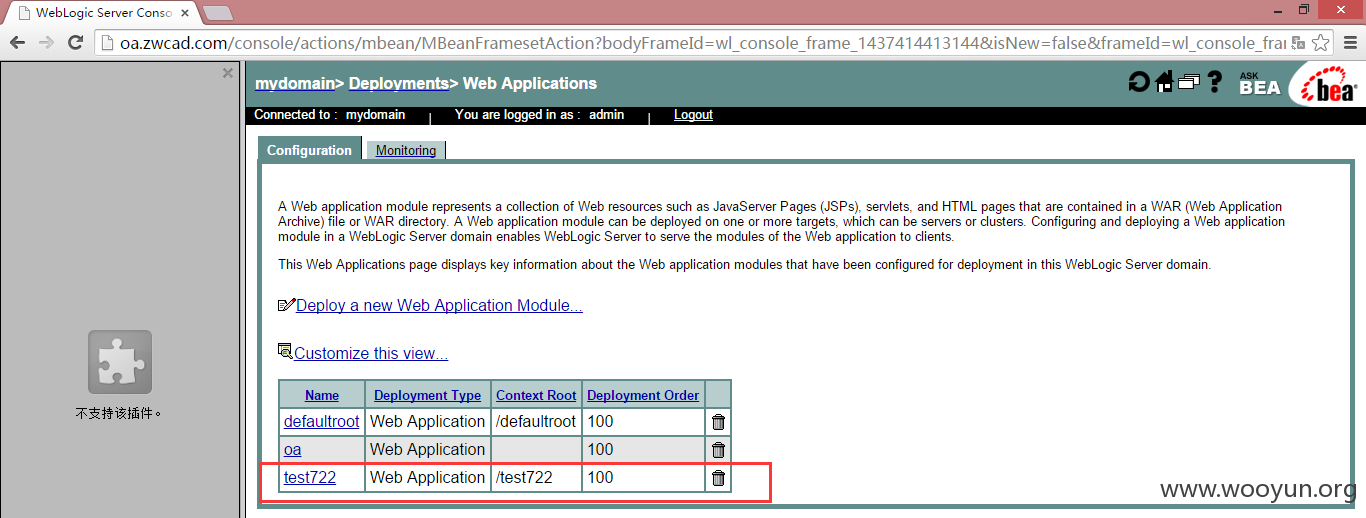 WebLogic Server Conso
oa.zwcad.com/console/actions/mbean/MBeanFramesetAction?bodyFrameId=wl_console_frame_1437414413144&isNew=false&frameId=wl_console_fra
mydomain> Deployments> Web Applications
ASK
BEA
bea
Connected to : mydomain | You are logged in as : admin | Logout
Configuration Monitoring
A Web application module represents a collection of Web resources such as JavaServer Pages (JSPs), servlets, and HTML pages that are contained in a WAR (Web Application
Archive) file or WAR directory. A Web application module can be deployed on one or more targets, which can be servers or clusters. Configuring and deploying a Web application
module in a WebLogic Server domain enables WebLogic Server to serve the modules of the Web application to clients.
This Web Applications page displays key information about the Web application modules that have been configured for deployment in this WebLogic Server domain.
Deploy a new Web Application Module...
Customize this view...
Name Deployment Type Context Root Deployment Order
defaultroot Web Application /defaultroot 100
oa Web Application 100
test722 Web Application /test722 100
不支持该插件。
www.wooyun.org